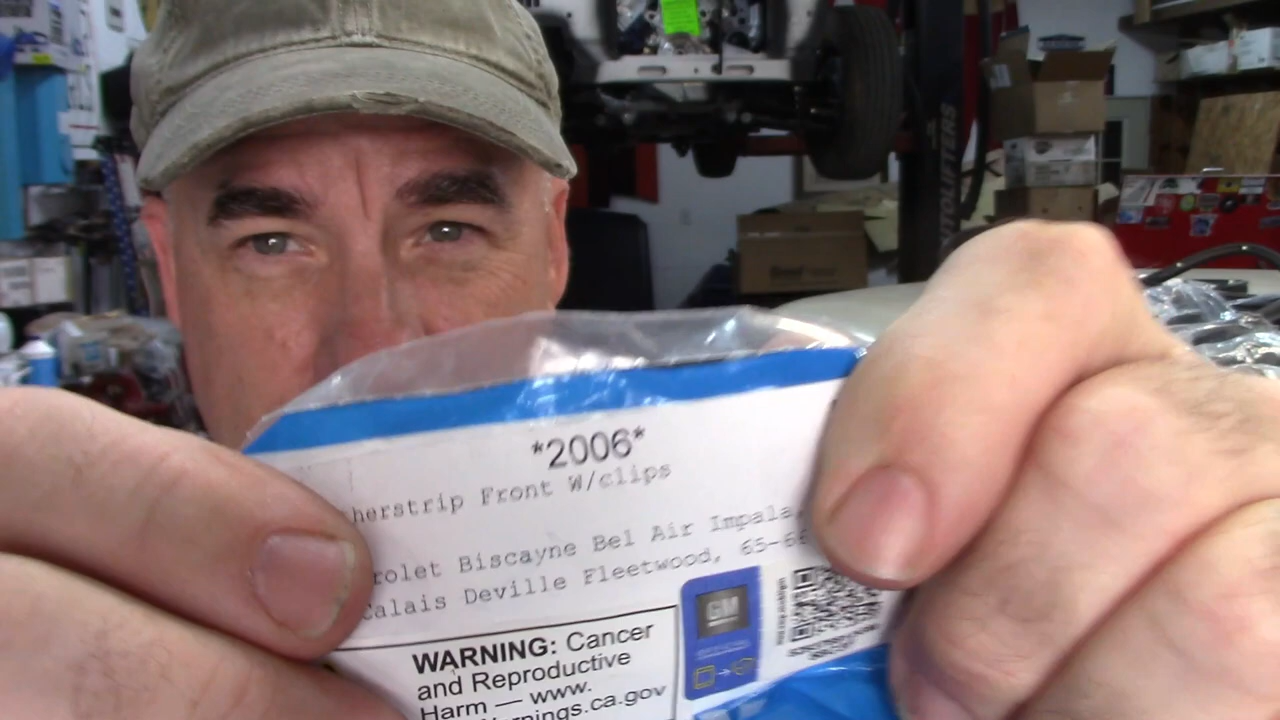 *2006*
herstrip Front W/clips
rolet Biscayne Bel Air Impala
Calais Deville Fleetwood, 65-66
WARNING: Cancer
and Reproductive
Harm — www.
rnings.ca.gov
GM